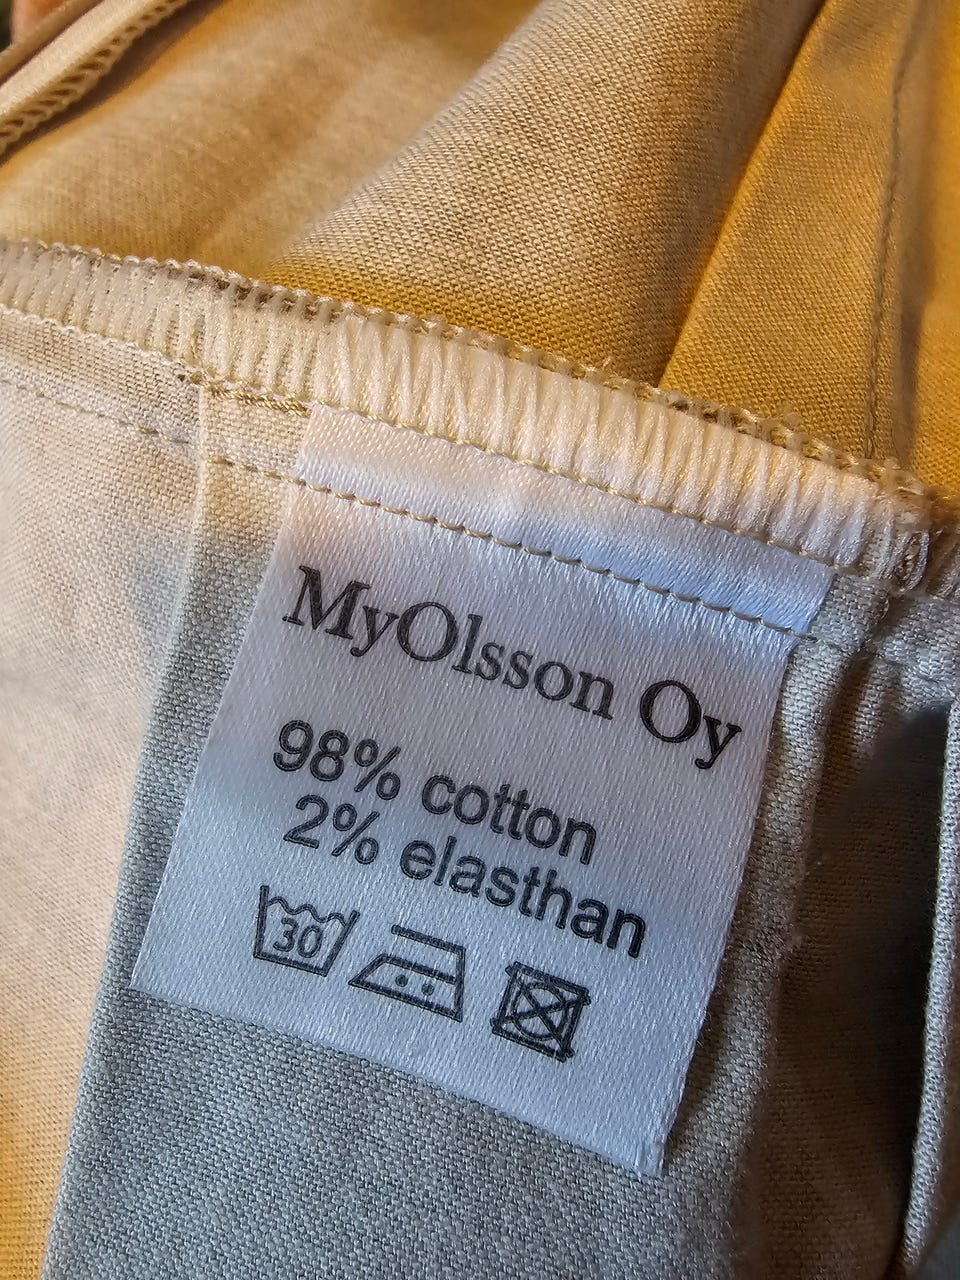 MyOlsson Oy
98% cotton
2% elasthan
30